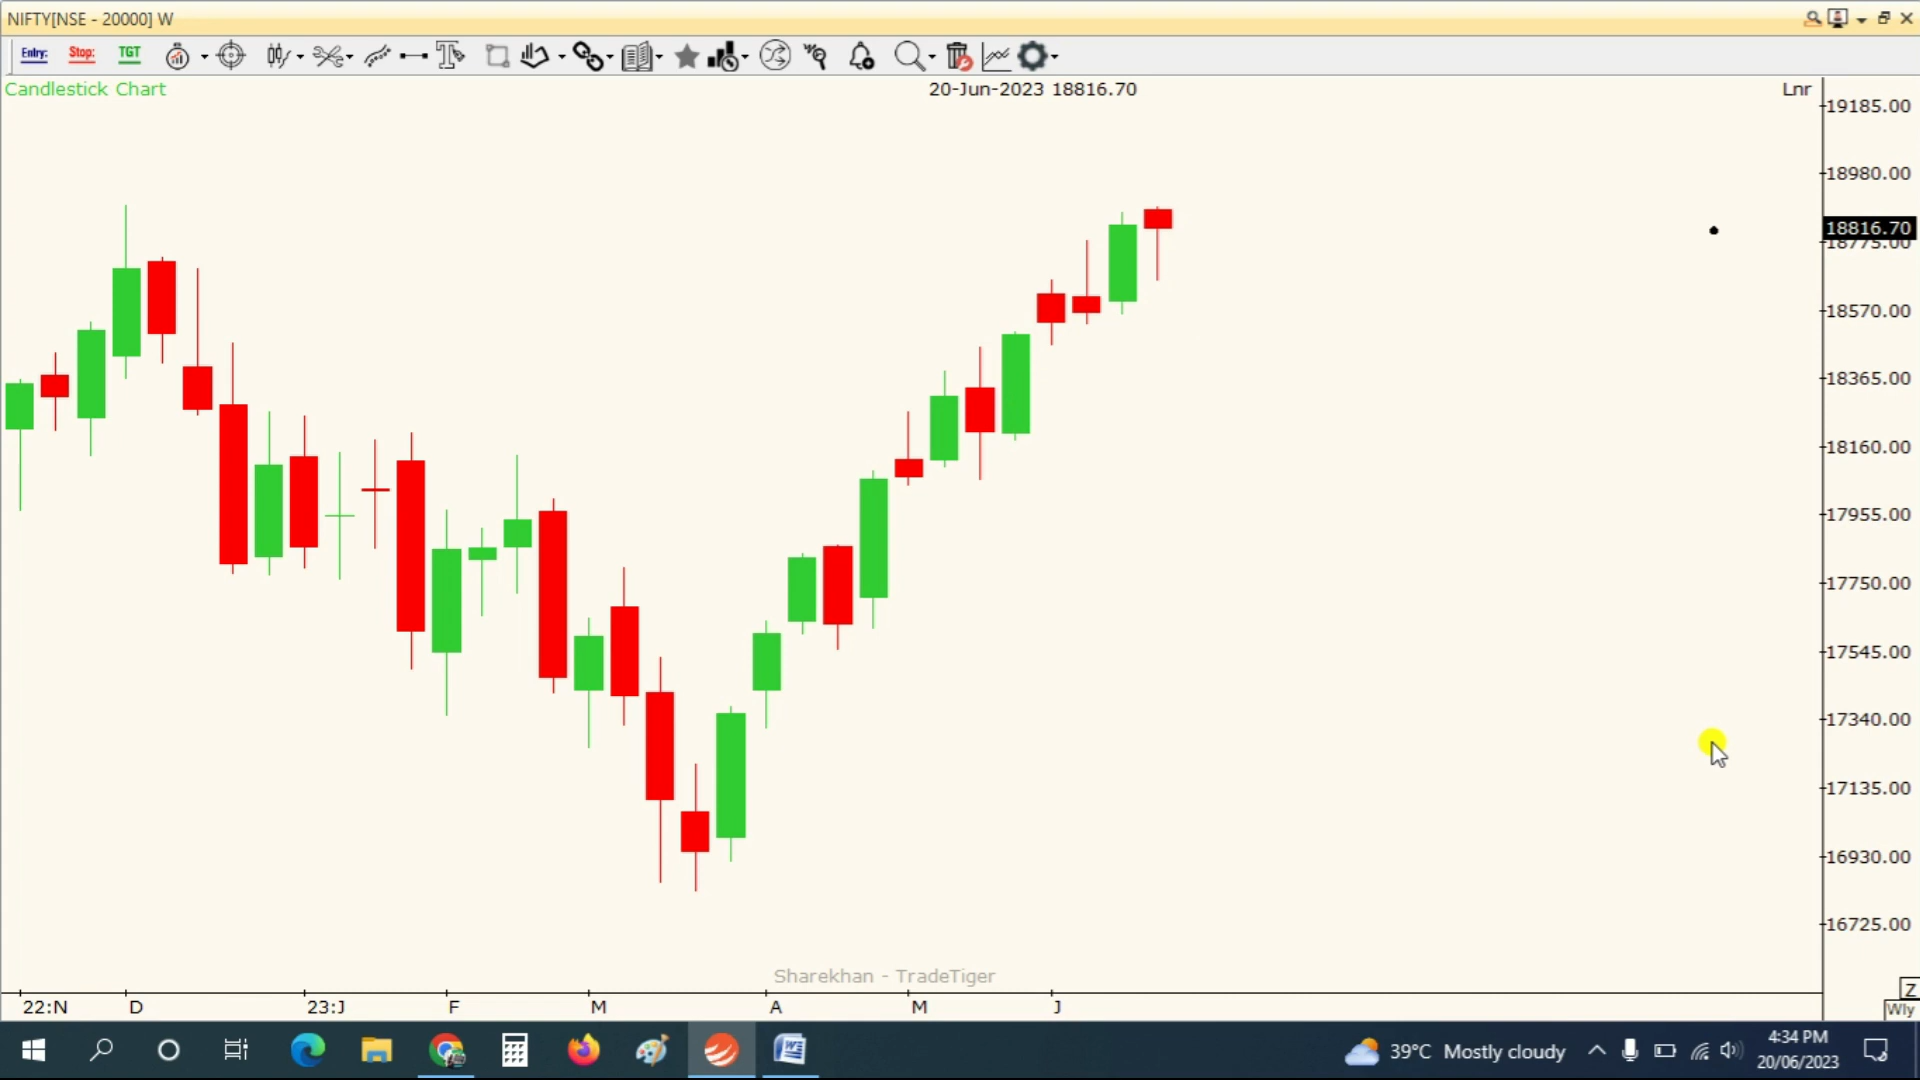 NIFTY[NSE - 20000] W
Entry: Stop: TGT
Candlestick Chart
20-Jun-2023 18816.70
Lnr
19185.00
18980.00
18816.70
18775.00
18570.00
18365.00
18160.00
17955.00
17750.00
17545.00
17340.00
17135.00
16930.00
16725.00
Sharekhan - TradeTiger
Z
22:N D 23:J F M A M J
Wly
39°C Mostly cloudy
4:34 PM
20/06/2023